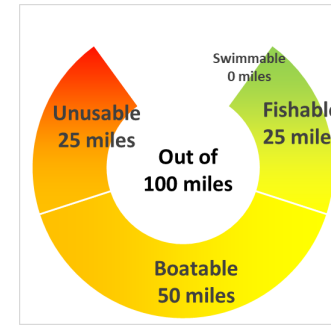 Swimmable
0 miles
Unusable
25 miles
Fishable
25 mile
Out of
100 miles
Boatable
50 miles